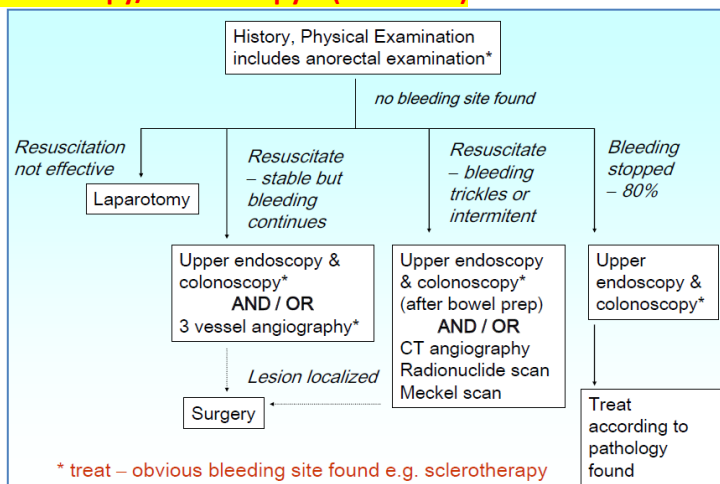 History, Physical Examination
includes anorectal examination*
no bleeding site found
Resuscitation
not effective
Laparotomy
Resuscitate
– stable but
bleeding
continues
Resuscitate
– bleeding
trickles or
intermitent
Bleeding
stopped
– 80%
Upper endoscopy &
colonoscopy*
AND / OR
3 vessel angiography*
Upper endoscopy
& colonoscopy*
(after bowel prep)
AND / OR
CT angiography
Radionuclide scan
Meckel scan
Upper
endoscopy &
colonoscopy*
Lesion localized
Surgery
Treat
according to
pathology
found
* treat – obvious bleeding site found e.g. sclerotherapy